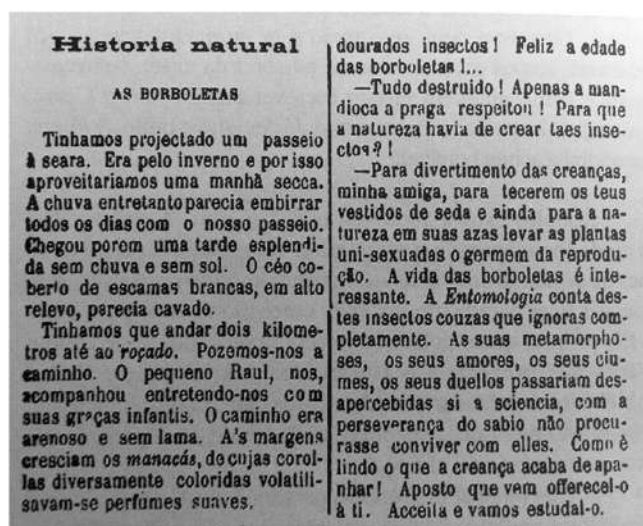 Historia natural
AS BORBOLETAS
Tinhamos projectado um passeio
á seara. Era pelo inverno e por isso
aproveitariamos uma manhã secca.
A chuva entretanto parecia embirrar
todos os dias com o nosso passeio.
Chegou porem uma tarde esplendi-
da sem chuva e sem sol. O céo co-
berto de escamas brancas, em alto
relevo, parecia cavado.
Tinhamos que andar dois kilome-
tros até ao roçado. Pozemos-nos a
caminho. O pequeno Raul, nos,
acompanhou entretendo-nos com
suas graças infantis. O caminho era
arenoso e sem lama. A's margens
cresciam os manacás, de cujas corol-
las diversamente coloridas volatili-
savam-se perfumes suaves.
dourados insectos! Feliz a edade
das borboletas!...
—Tudo destruido! Apenas a man-
dioca a praga respeitou! Para que
a natureza havia de crear taes inse-
ctos?!
—Para divertimento das creanças,
minha amiga, para tecerem os teus
vestidos de seda e ainda para a na-
tureza em suas azas levar as plantas
uni-sexuadas o germem da reprodu-
ção. A vida das borboletas é inte-
ressante. A Entomologia conta des-
tes insectos couzas que ignoras com-
pletamente. As suas metamorpho-
ses, os seus amores, os seus ciu-
mes, os seus duellos passariam des-
apercebidas si a sciencia, com a
perseverança do sabio não procu-
rasse conviver com elles. Como è
lindo o que a creança acaba de apa-
nhar! Aposto que vem offerecel-o
à ti. Acceita e vamos estudal-o.